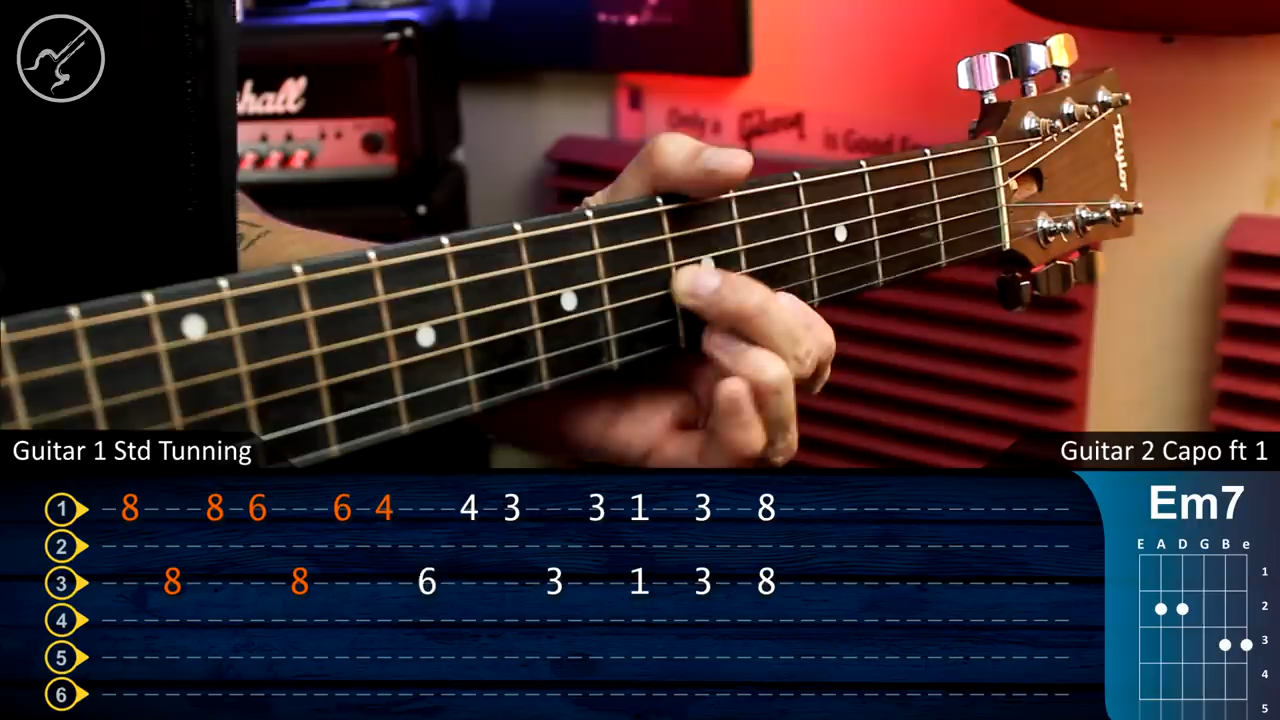 hall
Only a Gibson is Good En
Taylor
Guitar 1 Std Tunning
Guitar 2 Capo ft 1
1 8 8 6 6 4 4 3 3 1 3 8
2
3 8 8 6 3 1 3 8
4
5
6
Em7
E A D G B e
1
2
3
4
5